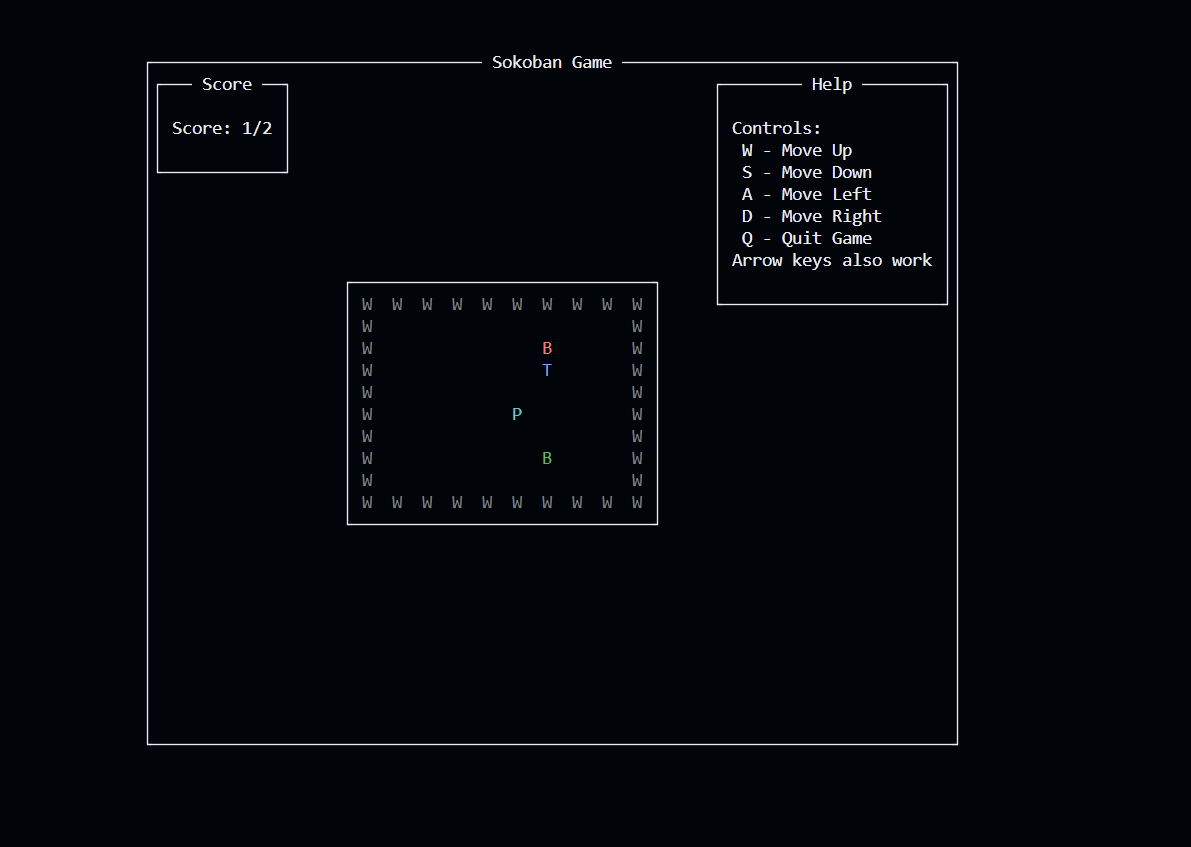 Sokoban Game
Score
Score: 1/2
Help
Controls:
W - Move Up
S - Move Down
A - Move Left
D - Move Right
Q - Quit Game
Arrow keys also work
W W W W W W W W W W
W W
W B W
W T W
W W
W P W
W W
W B W
W W
W W W W W W W W W W